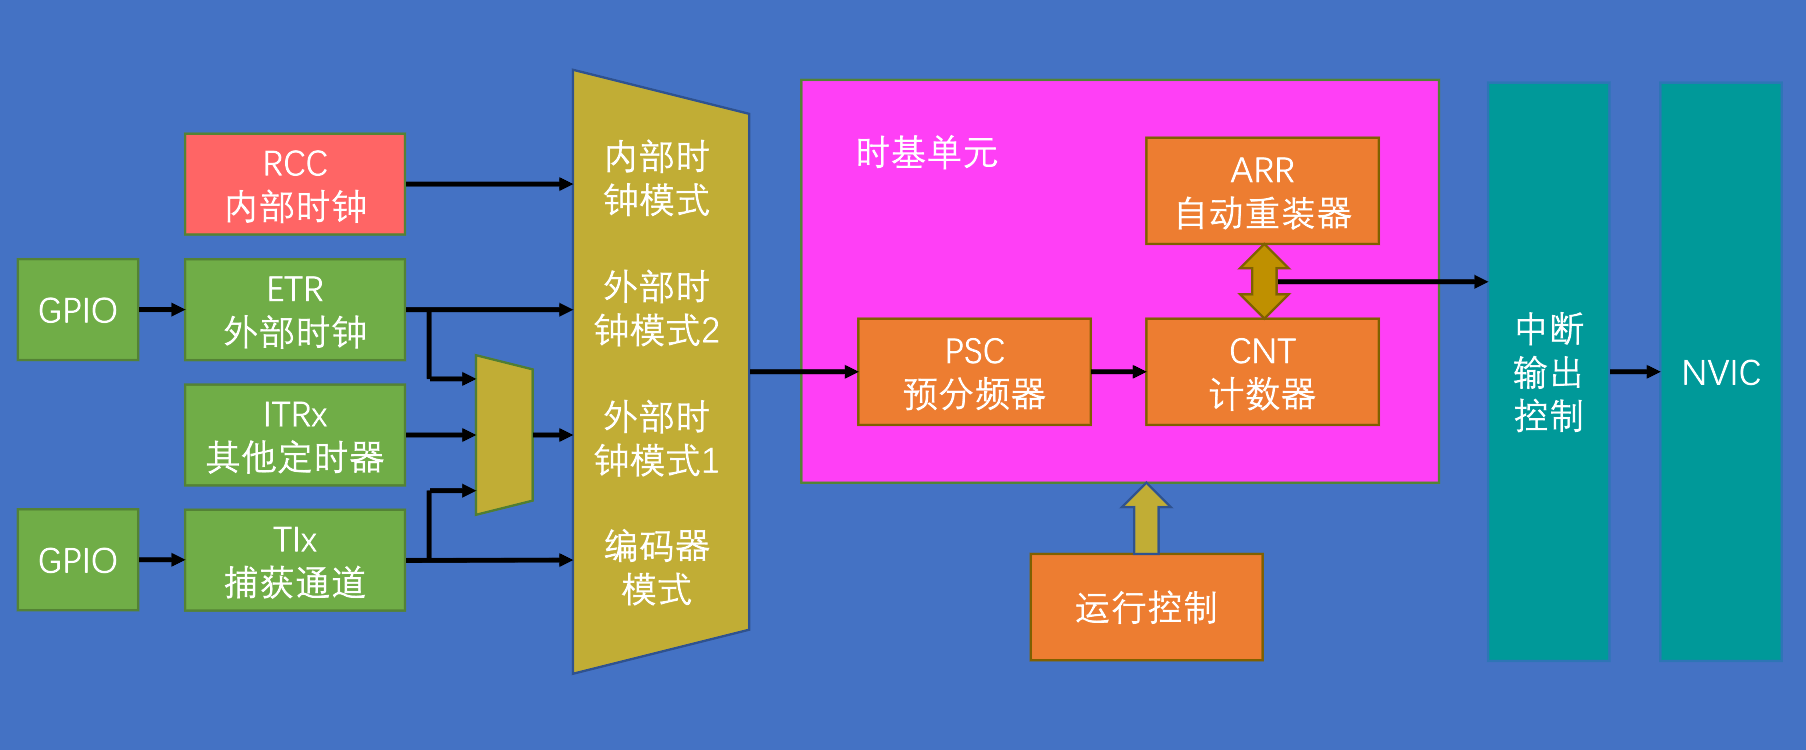 GPIO
GPIO
RCC
内部时钟
ETR
外部时钟
ITRx
其他定时器
TIx
捕获通道
内部时
钟模式
外部时
钟模式2
外部时
钟模式1
编码器
模式
时基单元
ARR
自动重装器
PSC
预分频器
CNT
计数器
运行控制
中断
输出
控制
NVIC